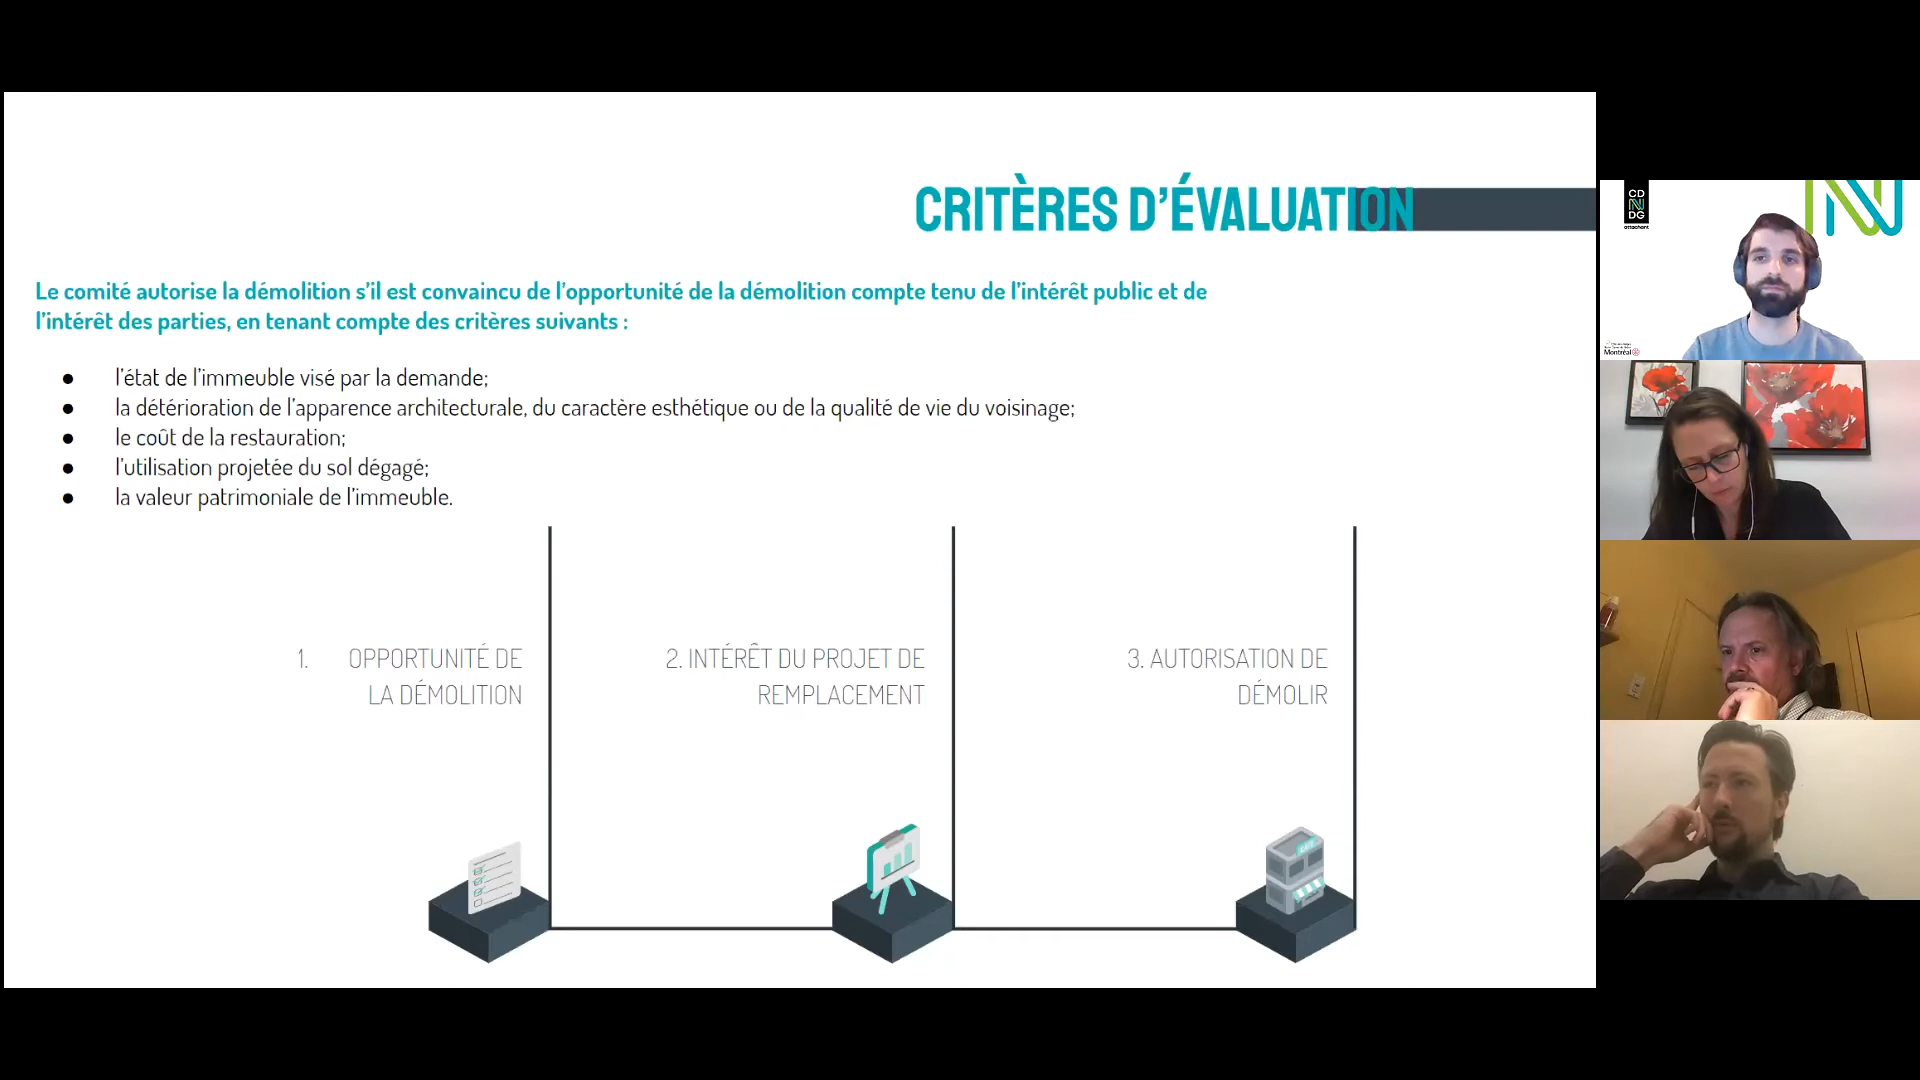 CRITÈRES D'ÉVALUATION
Le comité autorise la démolition s'il est convaincu de l'opportunité de la démolition compte tenu de l'intérêt public et de
l'intérêt des parties, en tenant compte des critères suivants :
● l'état de l'immeuble visé par la demande;
● la détérioration de l'apparence architecturale, du caractère esthétique ou de la qualité de vie du voisinage;
● le coût de la restauration;
● l'utilisation projetée du sol dégagé;
● la valeur patrimoniale de l'immeuble.
1. OPPORTUNITÉ DE
LA DÉMOLITION
2. INTÉRÊT DU PROJET DE
REMPLACEMENT
3. AUTORISATION DE
DÉMOLIR
CD
N
DG
Montréal